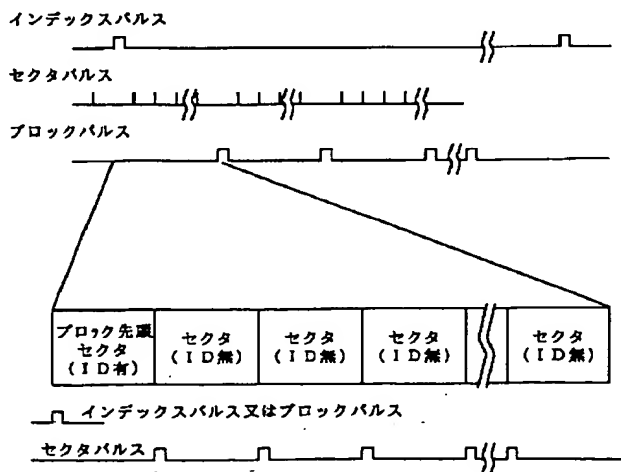 インデックスパルス
セクタパルス
ブロックパルス
ブロック先頭
セクタ
(ID有)
セクタ
(ID無)
セクタ
(ID無)
セクタ
(ID無)
セクタ
(ID無)
インデックスパルス又はブロックパルス
セクタパルス